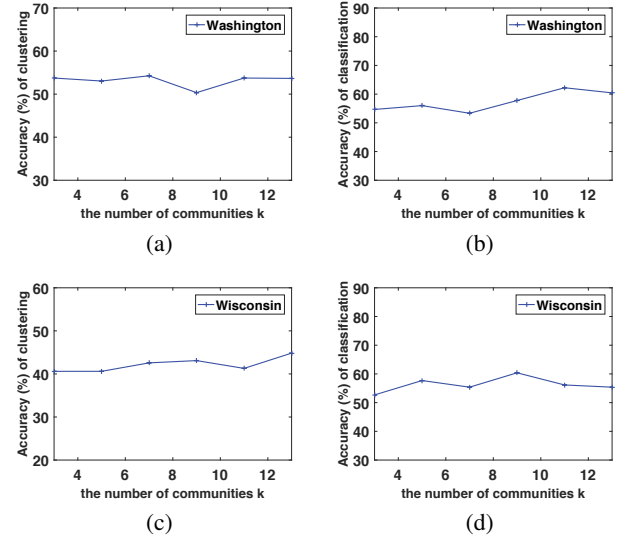 Accuracy (%) of clustering
70
60
50
40
30
4 6 8 10 12
the number of communities k
Washington
(a)
Accuracy (%) of classification
90
80
70
60
50
40
30
4 6 8 10 12
the number of communities k
Washington
(b)
Accuracy (%) of clustering
60
50
40
30
20
4 6 8 10 12
the number of communities k
Wisconsin
(c)
Accuracy (%) of classification
90
80
70
60
50
40
30
4 6 8 10 12
the number of communities k
Wisconsin
(d)